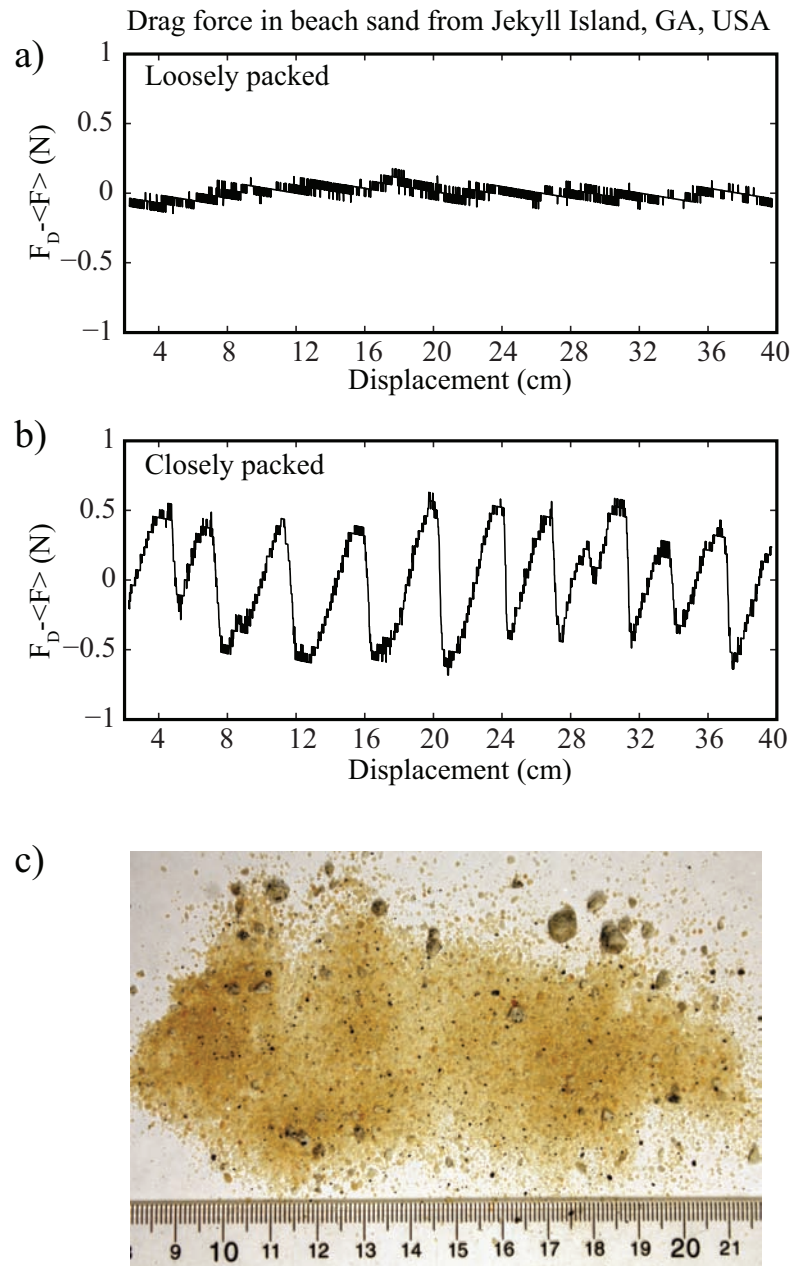 Drag force in beach sand from Jekyll Island, GA, USA
a)
Loosely packed
1
0.5
0
−0.5
−1
F_D-<F> (N)
4 8 12 16 20 24 28 32 36 40
Displacement (cm)
b)
Closely packed
1
0.5
0
−0.5
−1
F_D-<F> (N)
4 8 12 16 20 24 28 32 36 40
Displacement (cm)
c)
9 10 11 12 13 14 15 16 17 18 19 20 21